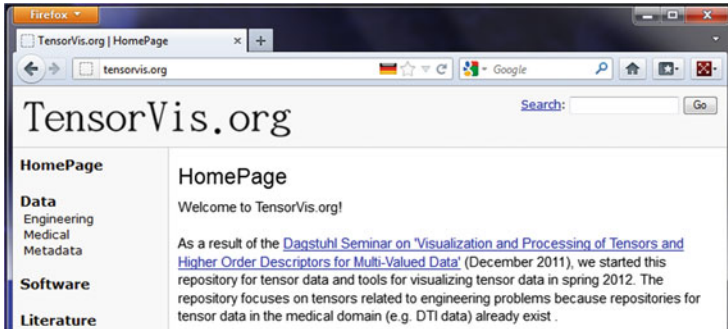 Firefox
TensorVis.org | HomePage × +
tensorvis.org
Google
TensorVis.org
Search: Go
HomePage
Data
Engineering
Medical
Metadata
Software
Literature
HomePage
Welcome to TensorVis.org!
As a result of the Dagstuhl Seminar on 'Visualization and Processing of Tensors and
Higher Order Descriptors for Multi-Valued Data' (December 2011), we started this
repository for tensor data and tools for visualizing tensor data in spring 2012. The
repository focuses on tensors related to engineering problems because repositories for
tensor data in the medical domain (e.g. DTI data) already exist .